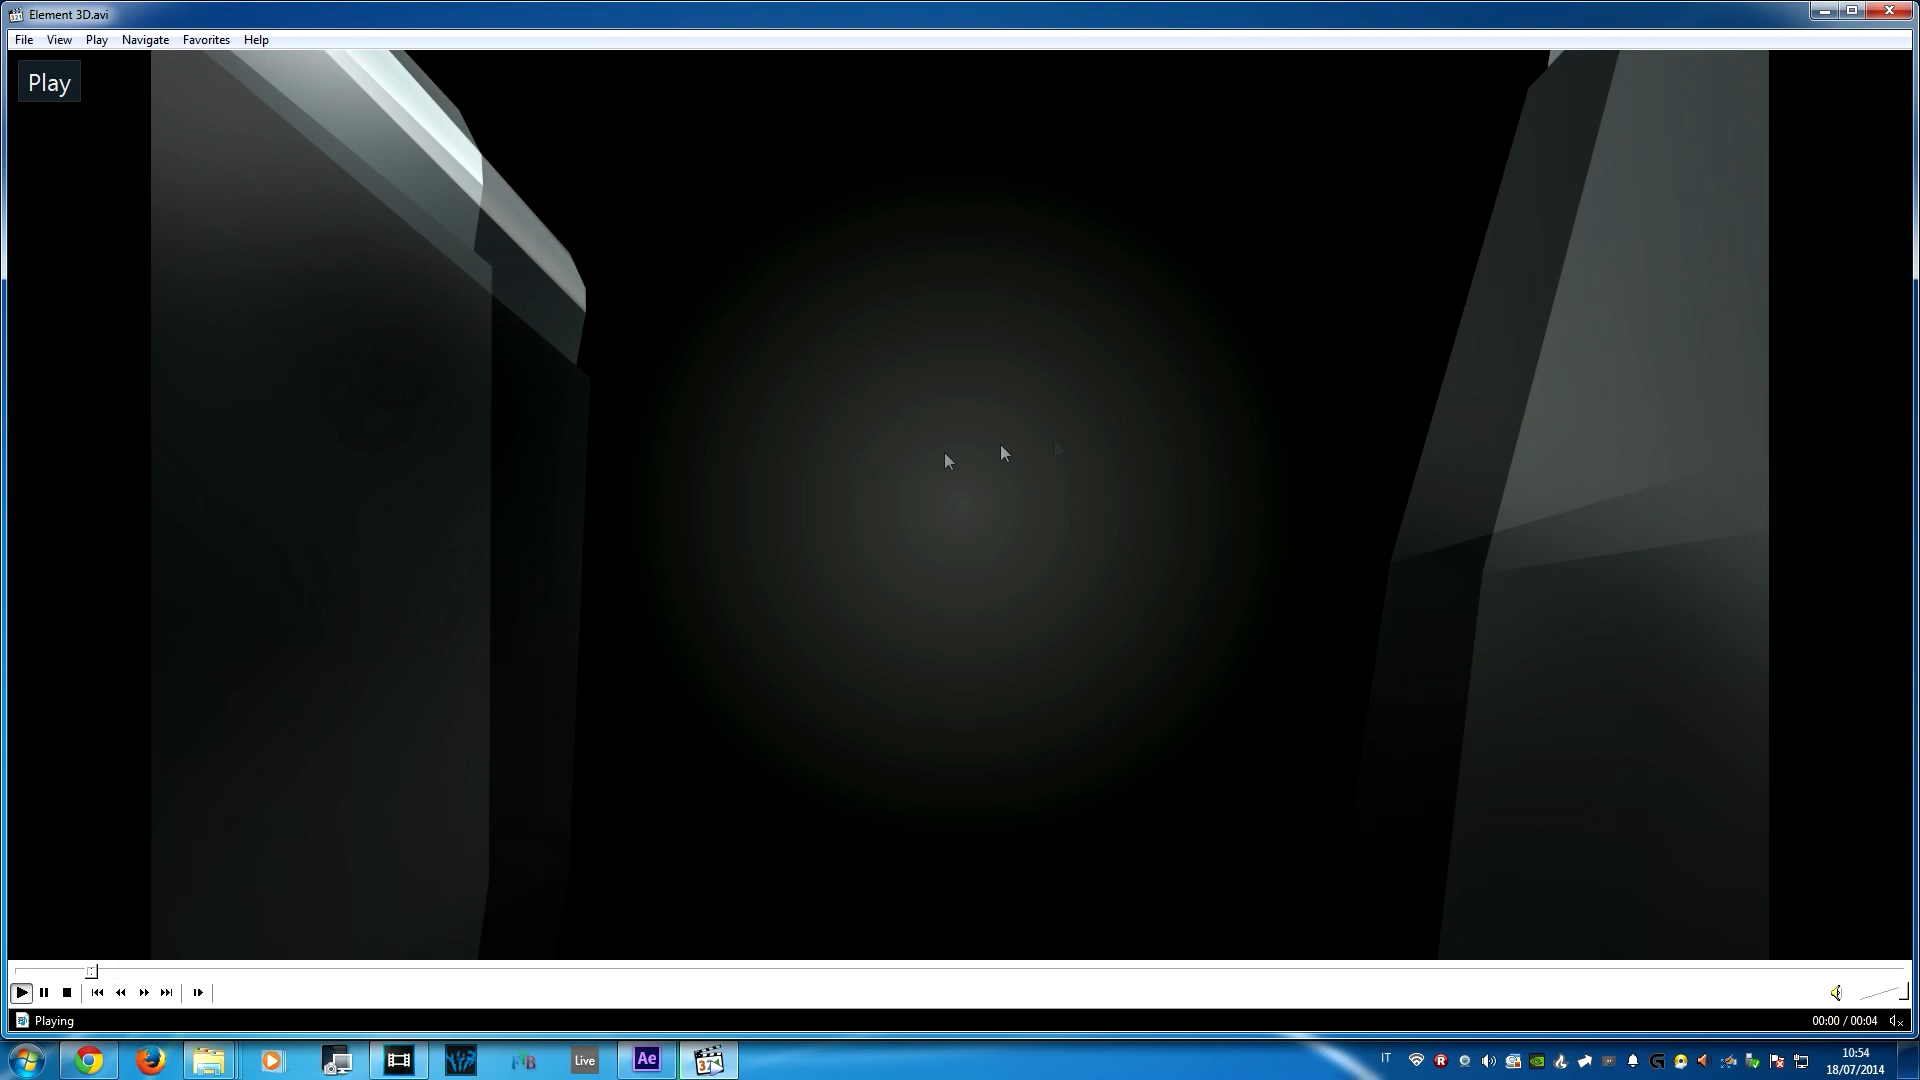 Element 3D.avi
File View Play Navigate Favorites Help
Play
Playing
00:00 / 00:04
Live
Ae
321
IT
10:54
18/07/2014